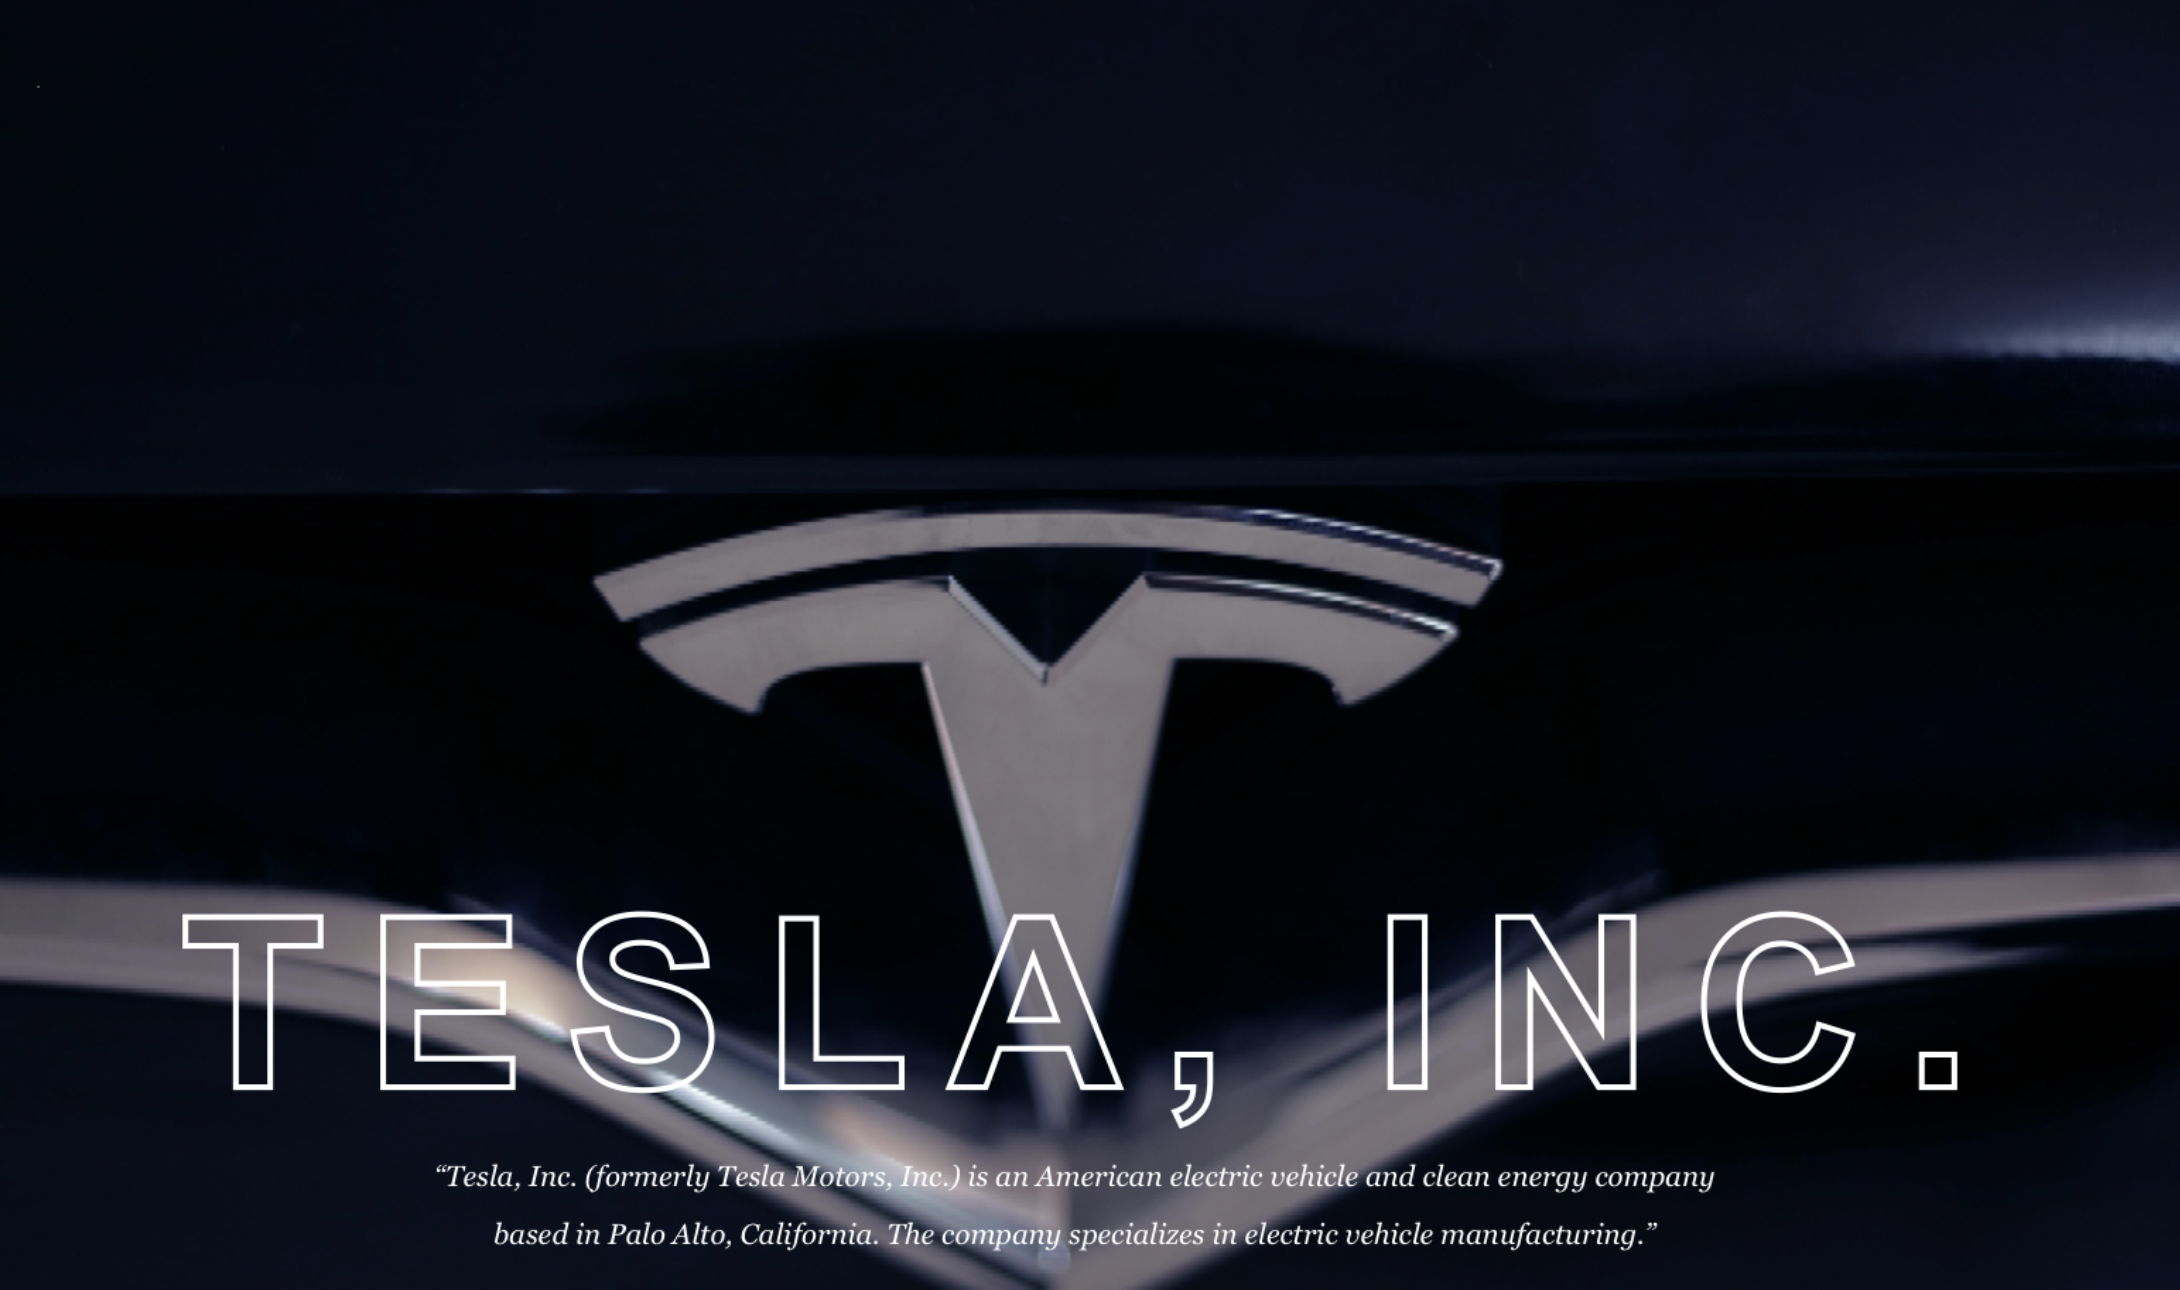 TESLA, INC.
“Tesla, Inc. (formerly Tesla Motors, Inc.) is an American electric vehicle and clean energy company
based in Palo Alto, California. The company specializes in electric vehicle manufacturing.”